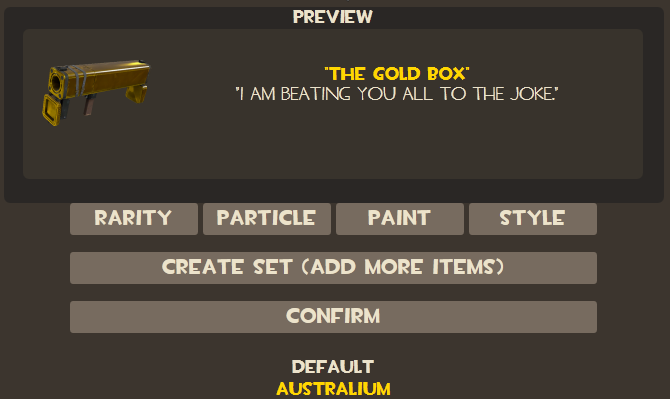 PREVIEW
"THE GOLD BOX"
"I AM BEATING YOU ALL TO THE JOKE."
RARITY PARTICLE PAINT STYLE
CREATE SET (ADD MORE ITEMS)
CONFIRM
DEFAULT
AUSTRALIUM